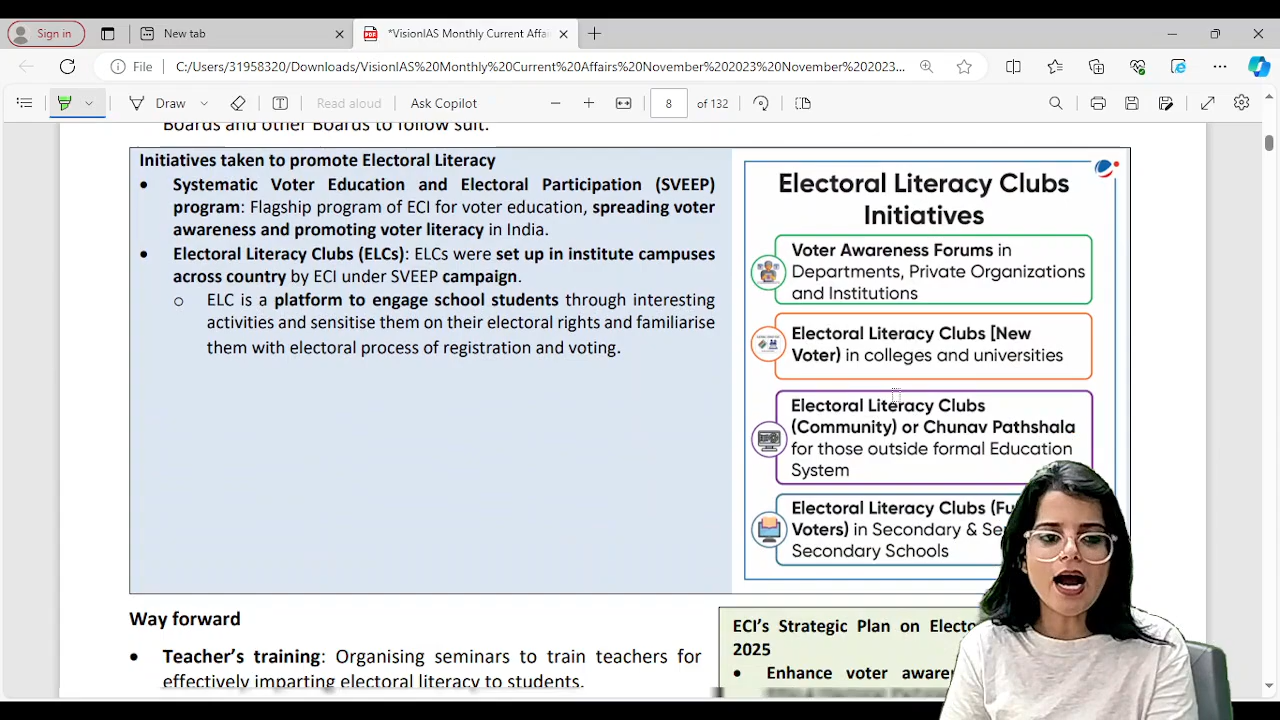 Sign in
New tab
*VisionIAS Monthly Current Affai
File
C:/Users/31958320/Downloads/VisionIAS%20Monthly%20Current%20Affairs%20November%202023%20November%202023...
Draw
Read aloud
Ask Copilot
8
of 132
Boards and other Boards to follow suit.
Initiatives taken to promote Electoral Literacy
• Systematic Voter Education and Electoral Participation (SVEEP)
program: Flagship program of ECI for voter education, spreading voter
awareness and promoting voter literacy in India.
• Electoral Literacy Clubs (ELCs): ELCs were set up in institute campuses
across country by ECI under SVEEP campaign.
o ELC is a platform to engage school students through interesting
activities and sensitise them on their electoral rights and familiarise
them with electoral process of registration and voting.
Electoral Literacy Clubs
Initiatives
Voter Awareness Forums in
Departments, Private Organizations
and Institutions
Electoral Literacy Clubs [New
Voter) in colleges and universities
Electoral Literacy Clubs
(Community) or Chunav Pathshala
for those outside formal Education
System
Electoral Literacy Clubs (Fu
Voters) in Secondary & Se
Secondary Schools
Way forward
• Teacher's training: Organising seminars to train teachers for
effectively imparting electoral literacy to students.
ECI's Strategic Plan on Electo
2025
• Enhance voter aware